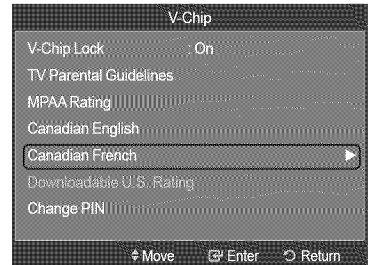 V-Chip
V-Chip Lock : On
TV Parental Guidelines
MPAA Rating
Canadian English
Canadian French
Downloadable U.S. Rating
Change PIN
Move Enter Return